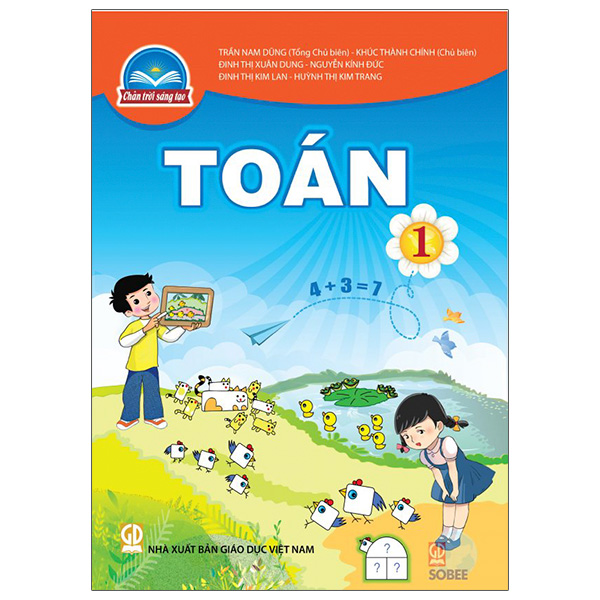 TRẦN NAM DŨNG (Tổng Chủ biên) - KHÚC THÀNH CHÍNH (Chủ biên)
ĐINH THỊ XUÂN DUNG - NGUYỄN KÍNH ĐỨC
ĐINH THỊ KIM LAN - HUỲNH THỊ KIM TRANG
Chân trời sáng tạo
TOÁN
1
4 + 3 = 7
?
? ?
GD
NHÀ XUẤT BẢN GIÁO DỤC VIỆT NAM
GD
SOBEE